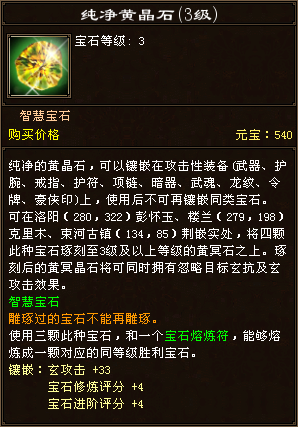 纯净黄晶石(3级)
宝石等级: 3
智慧宝石
购买价格 元宝: 540
纯净的黄晶石，可以镶嵌在攻击性装备(武器、护
腕、戒指、护符、项链、暗器、武魂、龙纹、令
牌、豪侠印)上，使用后不可再镶嵌同类宝石。
可在洛阳（280，322）彭怀玉、楼兰（279，198）
克里木、束河古镇（134，85）荆嵌实处，将四颗
此种宝石琢刻至3级及以上等级的黄冥石之上。琢
刻后的黄冥晶石将可同时拥有忽略目标玄抗及玄
攻击效果。
智慧宝石
雕琢过的宝石不能再雕琢。
使用三颗此种宝石，和一个宝石熔炼符，能够熔
炼成一颗对应的同等级胜利宝石。
镶嵌: 玄攻击 +33
宝石修炼评分 +4
宝石进阶评分 +4